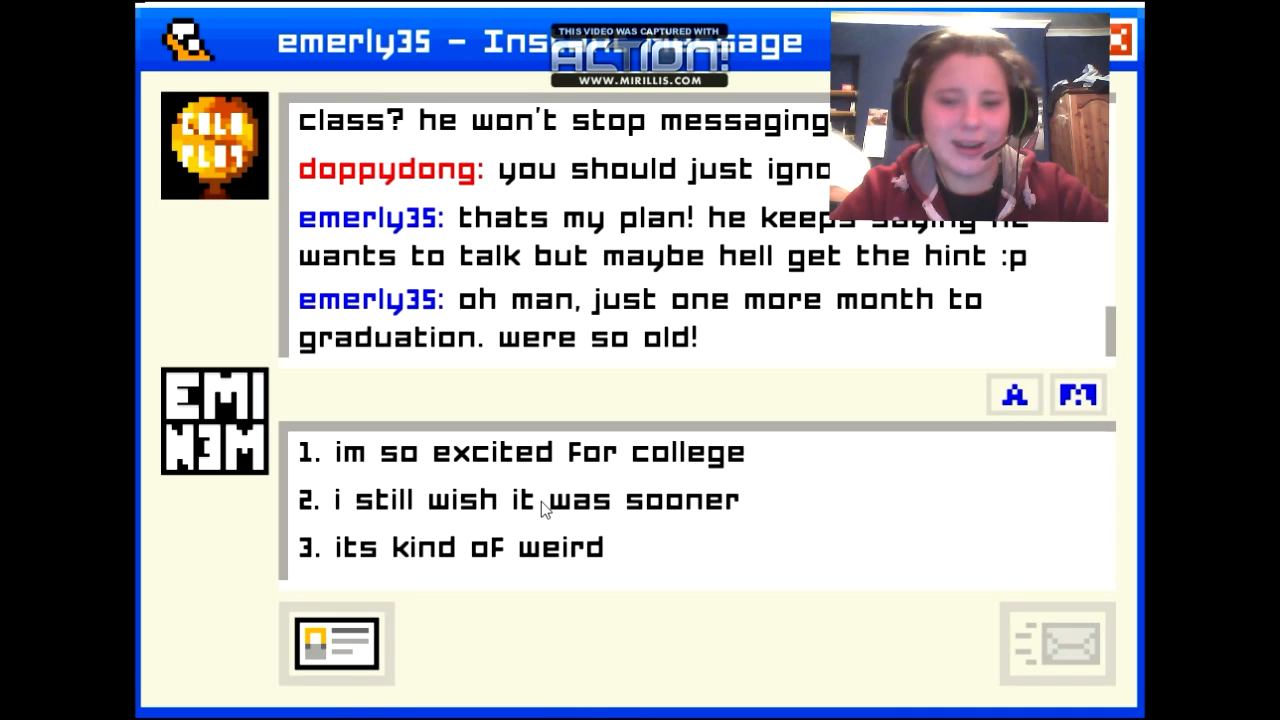 emerly35 - Ins
THIS VIDEO WAS CAPTURED WITH
ACTION!
WWW.MIRILLIS.COM
COLD
PLAY
class? he won't stop messaging
doppydong: you should just
emerly35: thats my plan! he keeps saying he
wants to talk but maybe hell get the hint :p
emerly35: oh man, just one more month to
graduation. were so old!
EMI
N3M
A
1. im so excited for college
2. i still wish it was sooner
3. its kind of weird